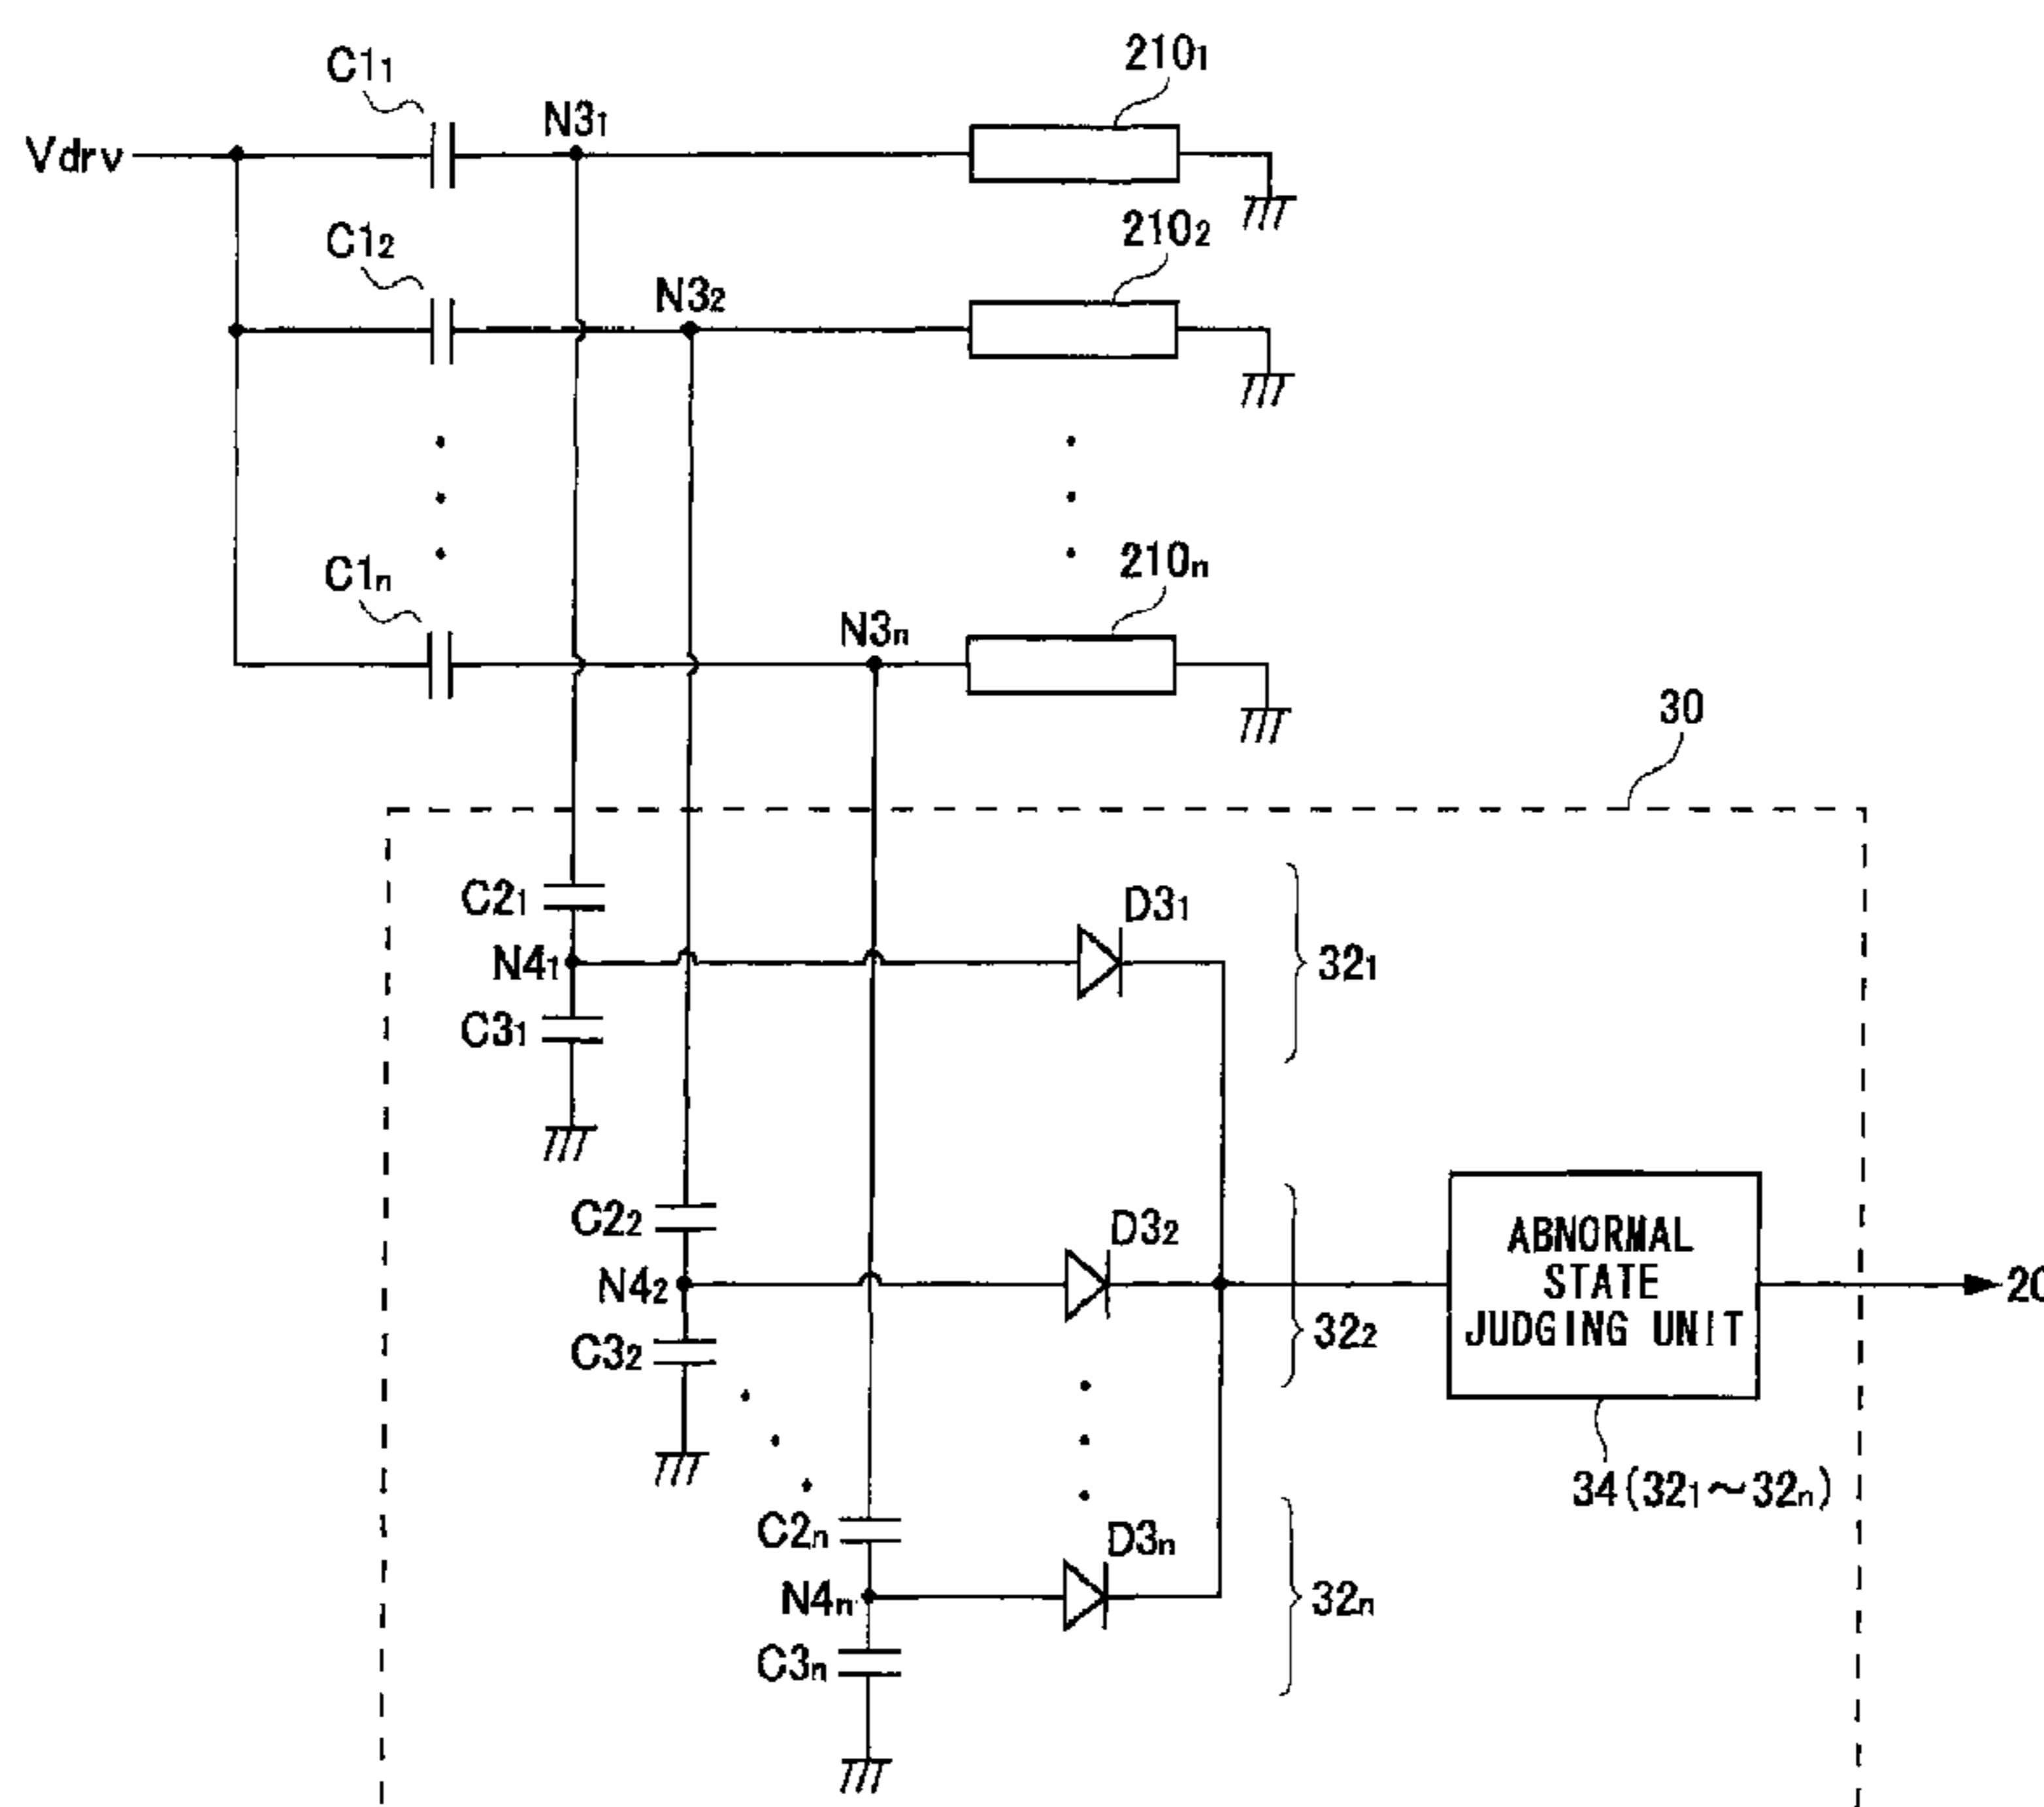 C1₁
210₁
N3₁
Vdrv
C1₂
210₂
N3₂
C1ₙ
210ₙ
N3ₙ
30
C2₁
D3₁
N4₁
32₁
C3₁
C2₂
D3₂
ABNORMAL
STATE
JUDGING UNIT
N4₂
20
C3₂
32₂
34(32₁~32ₙ)
C2ₙ
D3ₙ
N4ₙ
32ₙ
C3ₙ